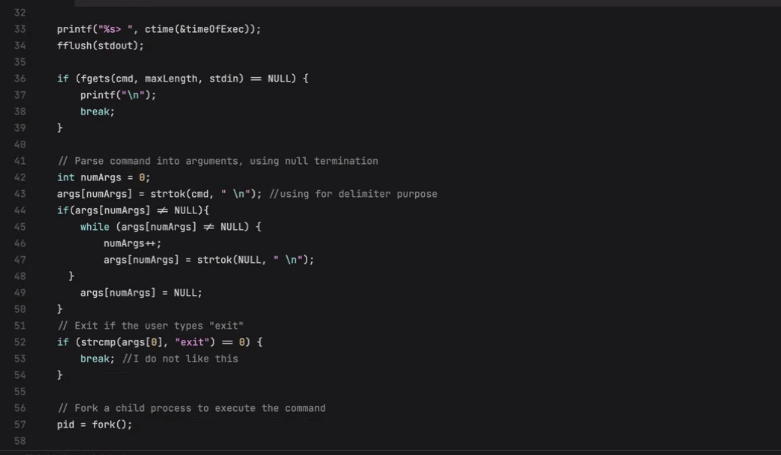 32
33 printf("%s> ", ctime(&timeOfExec));
34 fflush(stdout);
35
36 if (fgets(cmd, maxLength, stdin) == NULL) {
37 printf("\n");
38 break;
39 }
40
41 // Parse command into arguments, using null termination
42 int numArgs = 0;
43 args[numArgs] = strtok(cmd, " \n"); //using for delimiter purpose
44 if(args[numArgs] ≠ NULL){
45 while (args[numArgs] ≠ NULL) {
46 numArgs++;
47 args[numArgs] = strtok(NULL, " \n");
48 }
49 args[numArgs] = NULL;
50 }
51 // Exit if the user types "exit"
52 if (strcmp(args[0], "exit") == 0) {
53 break; //I do not like this
54 }
55
56 // Fork a child process to execute the command
57 pid = fork();
58